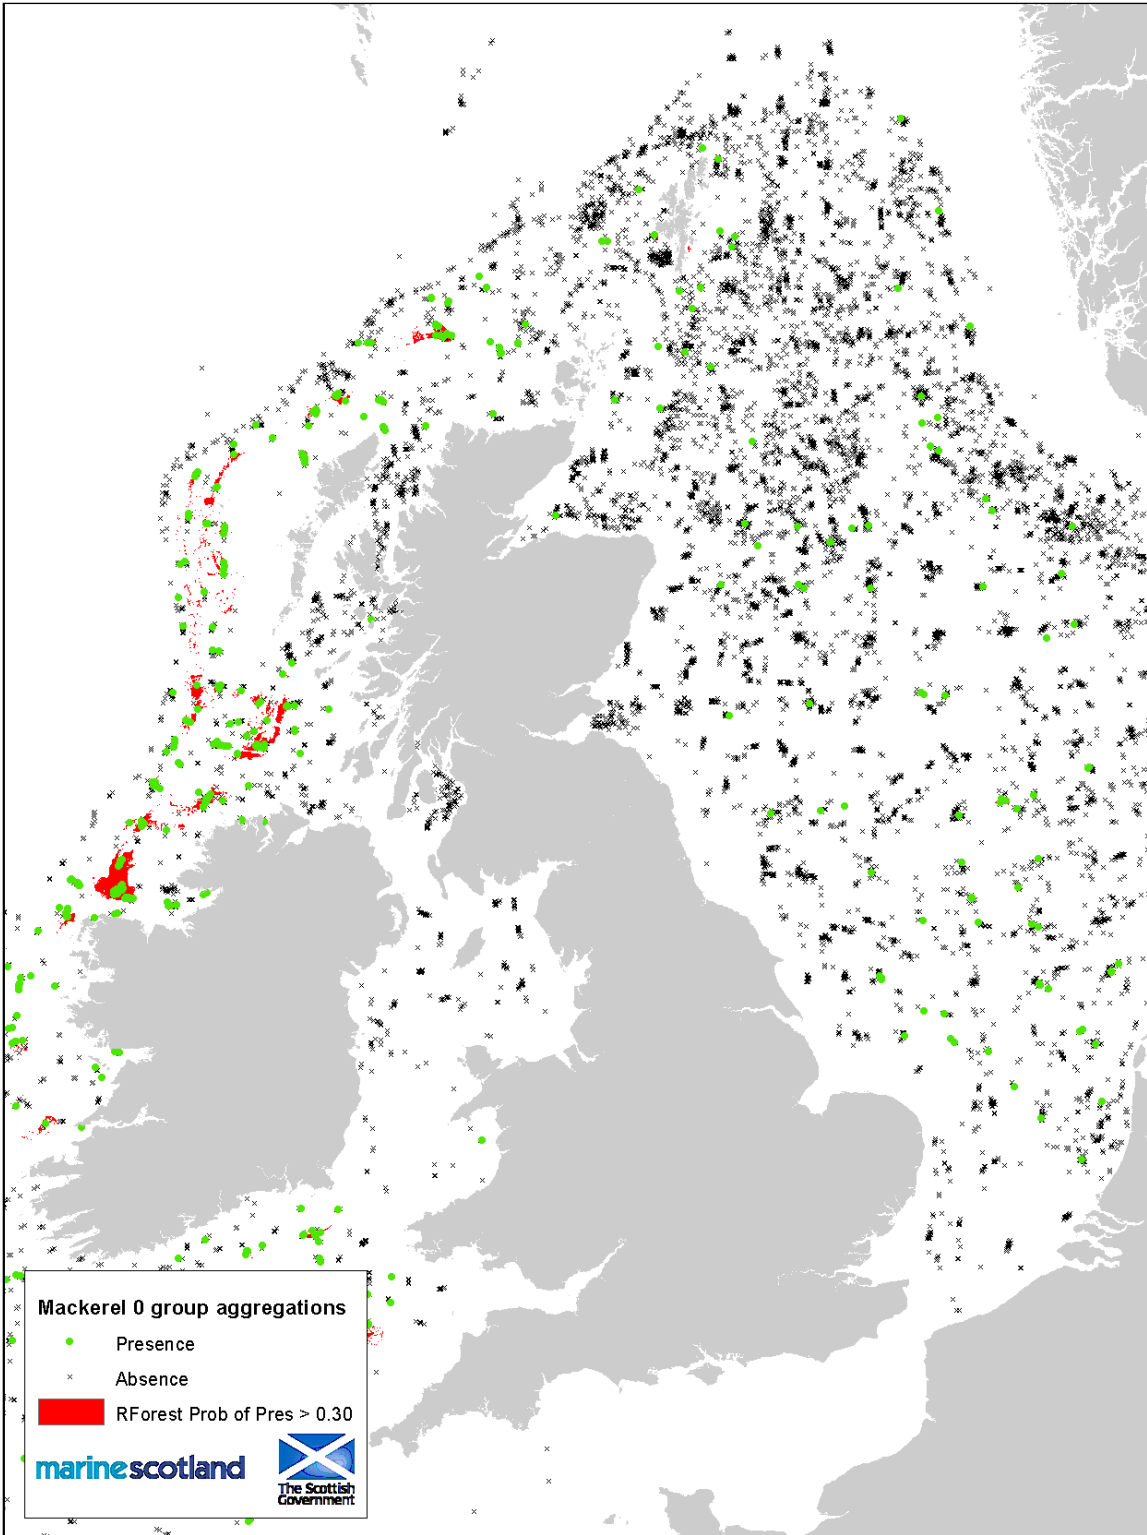 Mackerel 0 group aggregations
Presence
Absence
RForest Prob of Pres > 0.30
marinescotland
The Scottish
Government